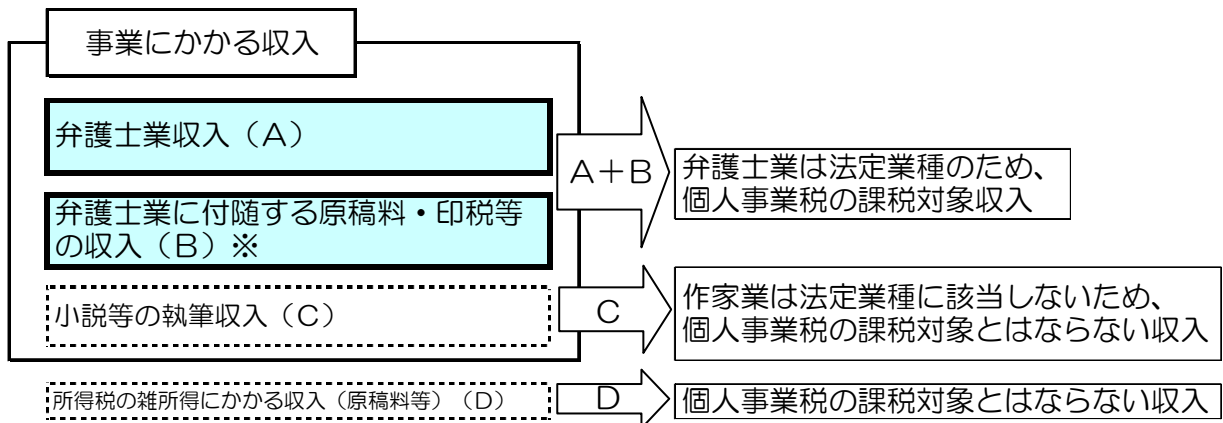 事業にかかる収入
弁護士業収入（A）
A＋B
弁護士業は法定業種のため、
個人事業税の課税対象収入
弁護士業に付随する原稿料・印税等
の収入（B）※
小説等の執筆収入（C）
C
作家業は法定業種に該当しないため、
個人事業税の課税対象とはならない収入
所得税の雑所得にかかる収入（原稿料等）（D）
D
個人事業税の課税対象とはならない収入